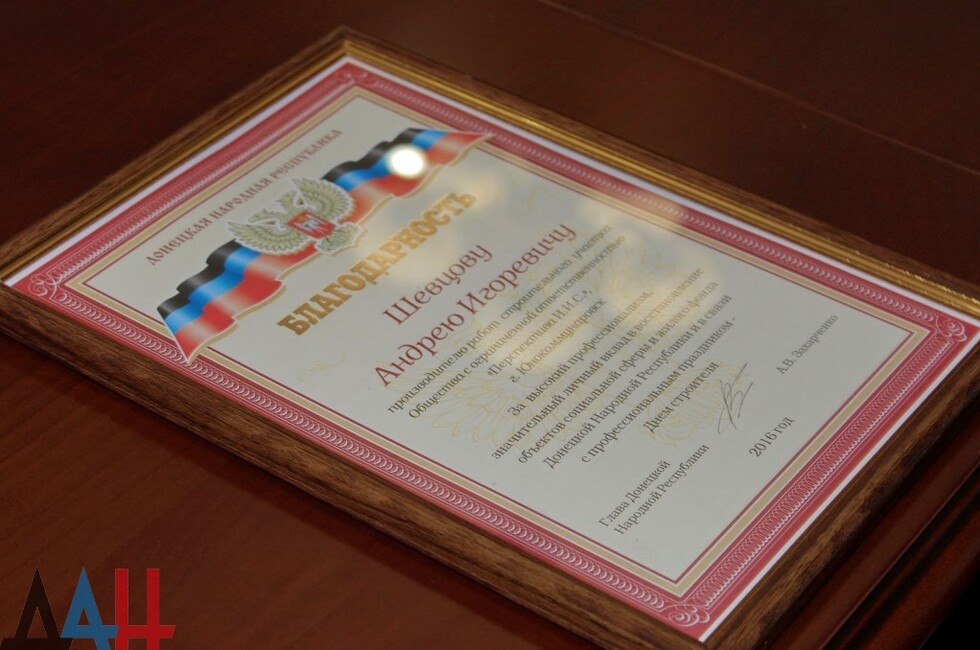 ДОНЕЦКАЯ НАРОДНАЯ РЕСПУБЛИКА
БЛАГОДАРНОСТЬ
Шевцову
Андрею Игоревичу
производителю работ строительного участка
Общества с ограниченной ответственностью
«Перспектива И.И.С.»,
г. Юнокоммунаровск
За высокий профессионализм,
значительный личный вклад в восстановление
объектов социальной сферы и жилого фонда
Донецкой Народной Республики и в связи
с профессиональным праздником -
Днем строителя
Глава Донецкой
Народной Республики
А.В. Захарченко
2016 год
ДАН